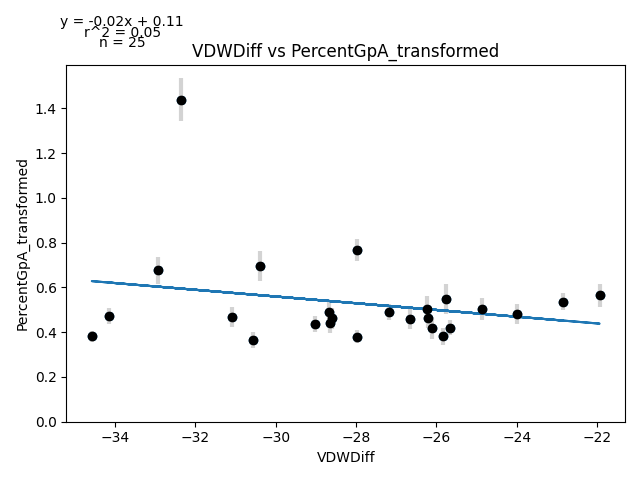 y = -0.02x + 0.11
r^2 = 0.05
n = 25
VDWDiff vs PercentGpA_transformed
1.4
1.2
1.0
0.8
0.6
0.4
0.2
0.0
PercentGpA_transformed
−34 −32 −30 −28 −26 −24 −22
VDWDiff